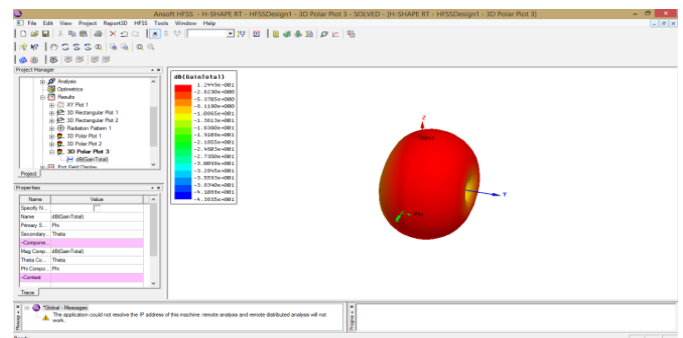 Ansoft HFSS - H-SHAPE RT - HFSSDesign1 - 3D Polar Plot 3 - SOLVED - [H-SHAPE RT - HFSSDesign1 - 3D Polar Plot 3]
File Edit View Project Report3D HFSS Tools Window Help
Project Manager
Analysis
Optimetrics
Results
XY Plot 1
3D Rectangular Plot 1
3D Rectangular Plot 2
Radiation Pattern 1
3D Polar Plot 1
3D Polar Plot 2
3D Polar Plot 3
dB(GainTotal)
Port Field Display
Project
Properties
Name Value
Specify N...
Name dB(GainTotal)
Primary S... Phi
Secondary... Theta
-Compone...
Mag Comp... dB(GainTotal)
Theta Co... Theta
Phi Compo... Phi
-Context
Trace
dB(GainTotal)
-2.6230e+000
-5.3705e+000
-8.1180e+000
-1.0865e+001
-1.3613e+001
-1.6360e+001
-1.9108e+001
-2.1855e+001
-2.4603e+001
-2.7350e+001
-3.0098e+001
-3.2845e+001
-3.5593e+001
-3.8340e+001
-4.1088e+001
-4.3835e+001
Z
Theta
Y
Phi
*Global - Messages
The application could not resolve the IP address of this machine: remote analysis and remote distributed analysis will not
work.
Ready